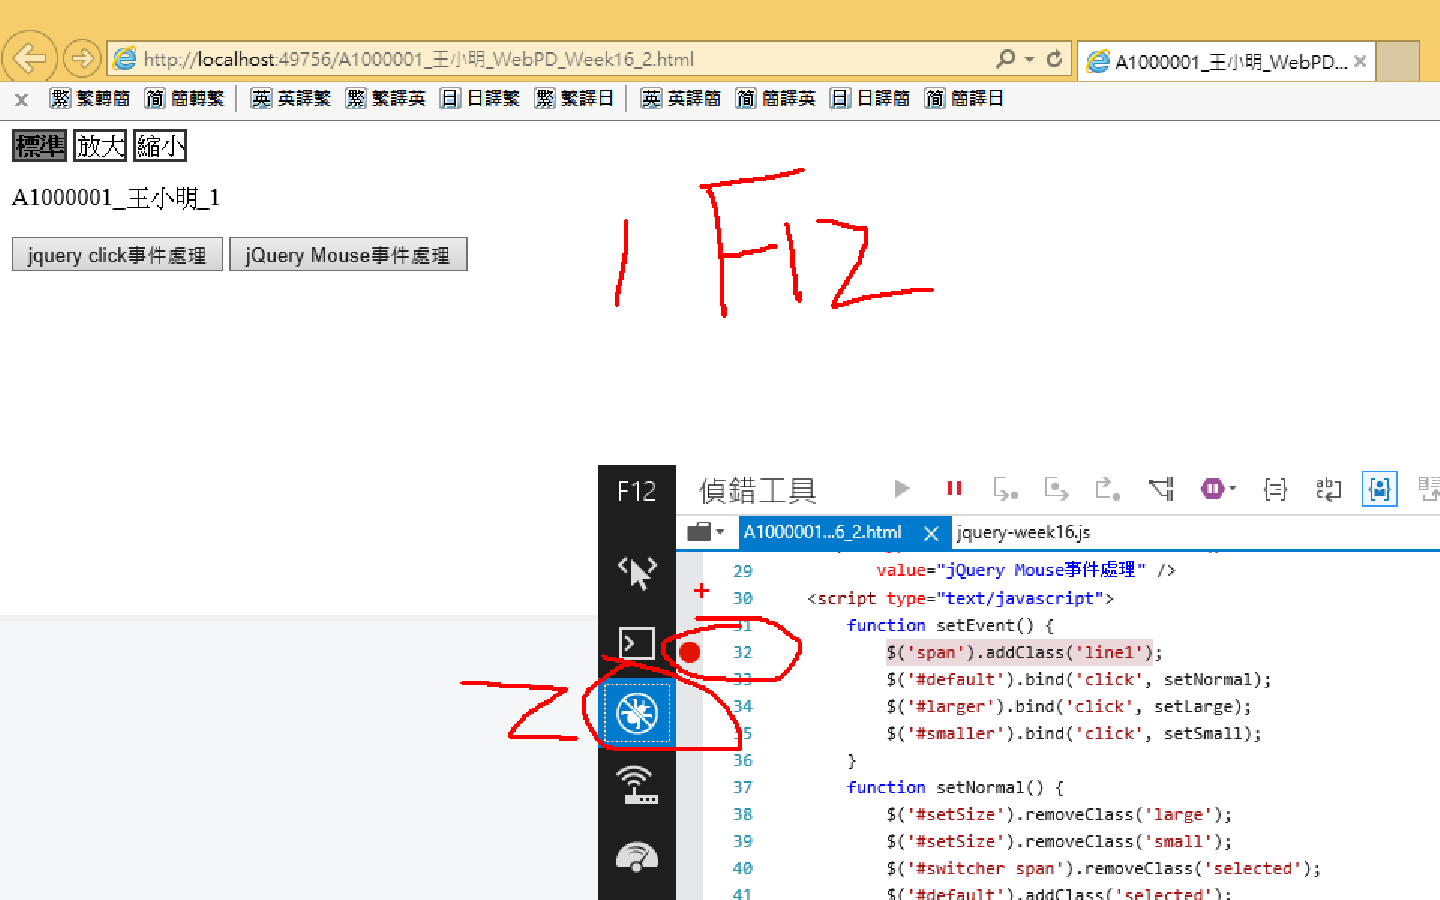 http://localhost:49756/A1000001_王小明_WebPD_Week16_2.html
A1000001_王小明_WebPD...
繁 繁轉簡 简 簡轉繁 英 英譯繁 繁 繁譯英 日 日譯繁 繁 繁譯日 英 英譯簡 简 簡譯英 日 日譯簡 简 簡譯日
標準 放大 縮小
A1000001_王小明_1
jquery click事件處理 jQuery Mouse事件處理
1 F12
F12 偵錯工具
A1000001...6_2.html jquery-week16.js
29 value="jQuery Mouse事件處理" />
30 <script type="text/javascript">
31 function setEvent() {
32 $('span').addClass('line1');
33 $('#default').bind('click', setNormal);
34 $('#larger').bind('click', setLarge);
35 $('#smaller').bind('click', setSmall);
36 }
37 function setNormal() {
38 $('#setSize').removeClass('large');
39 $('#setSize').removeClass('small');
40 $('#switcher span').removeClass('selected');
41 $('#default').addClass('selected');
2